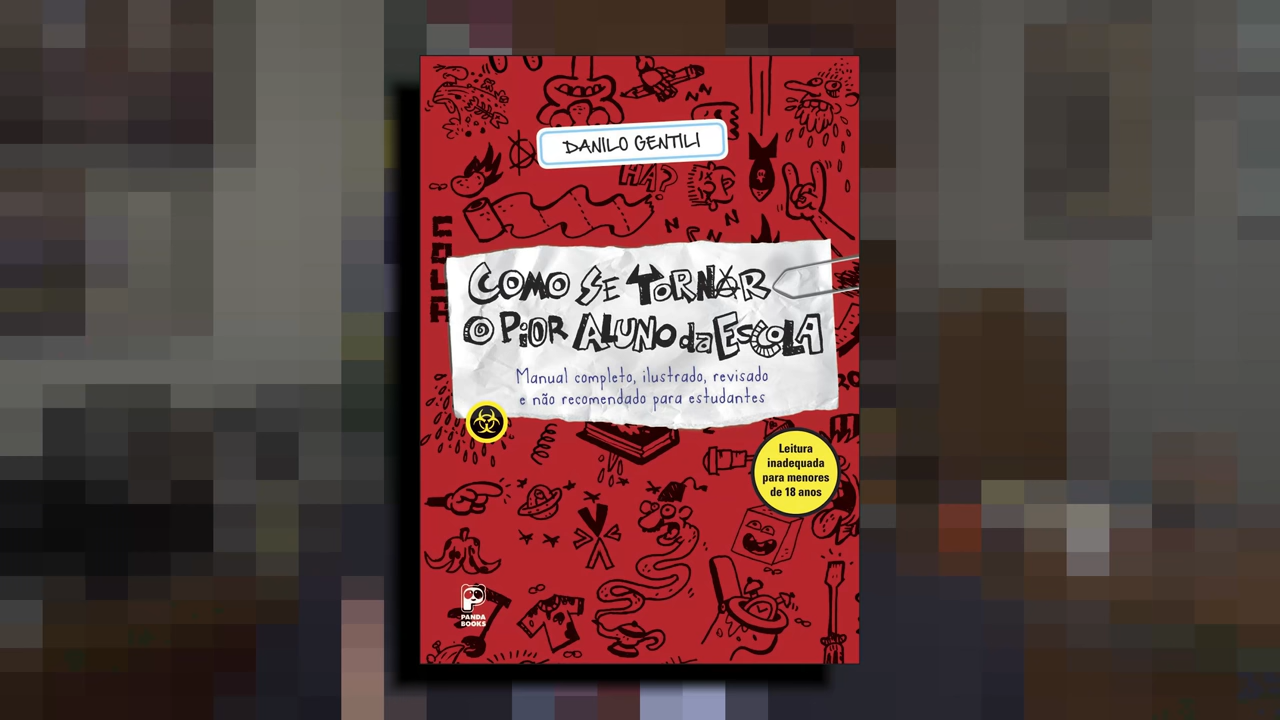 DANILO GENTILI
HA?
COMO SE TORNAR
O PiOR ALUNO da ESCOLA
Manual completo, ilustrado, revisado
e não recomendado para estudantes
Leitura
inadequada
para menores
de 18 anos
PANDA
BOOKS